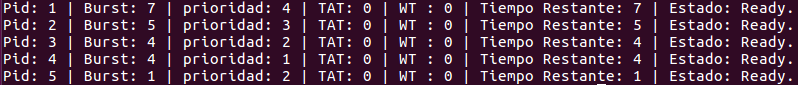 Pid: 1 | Burst: 7 | prioridad: 4 | TAT: 0 | WT : 0 | Tiempo Restante: 7 | Estado: Ready.
Pid: 2 | Burst: 5 | prioridad: 3 | TAT: 0 | WT : 0 | Tiempo Restante: 5 | Estado: Ready.
Pid: 3 | Burst: 4 | prioridad: 2 | TAT: 0 | WT : 0 | Tiempo Restante: 4 | Estado: Ready.
Pid: 4 | Burst: 4 | prioridad: 1 | TAT: 0 | WT : 0 | Tiempo Restante: 4 | Estado: Ready.
Pid: 5 | Burst: 1 | prioridad: 2 | TAT: 0 | WT : 0 | Tiempo Restante: 1 | Estado: Ready.